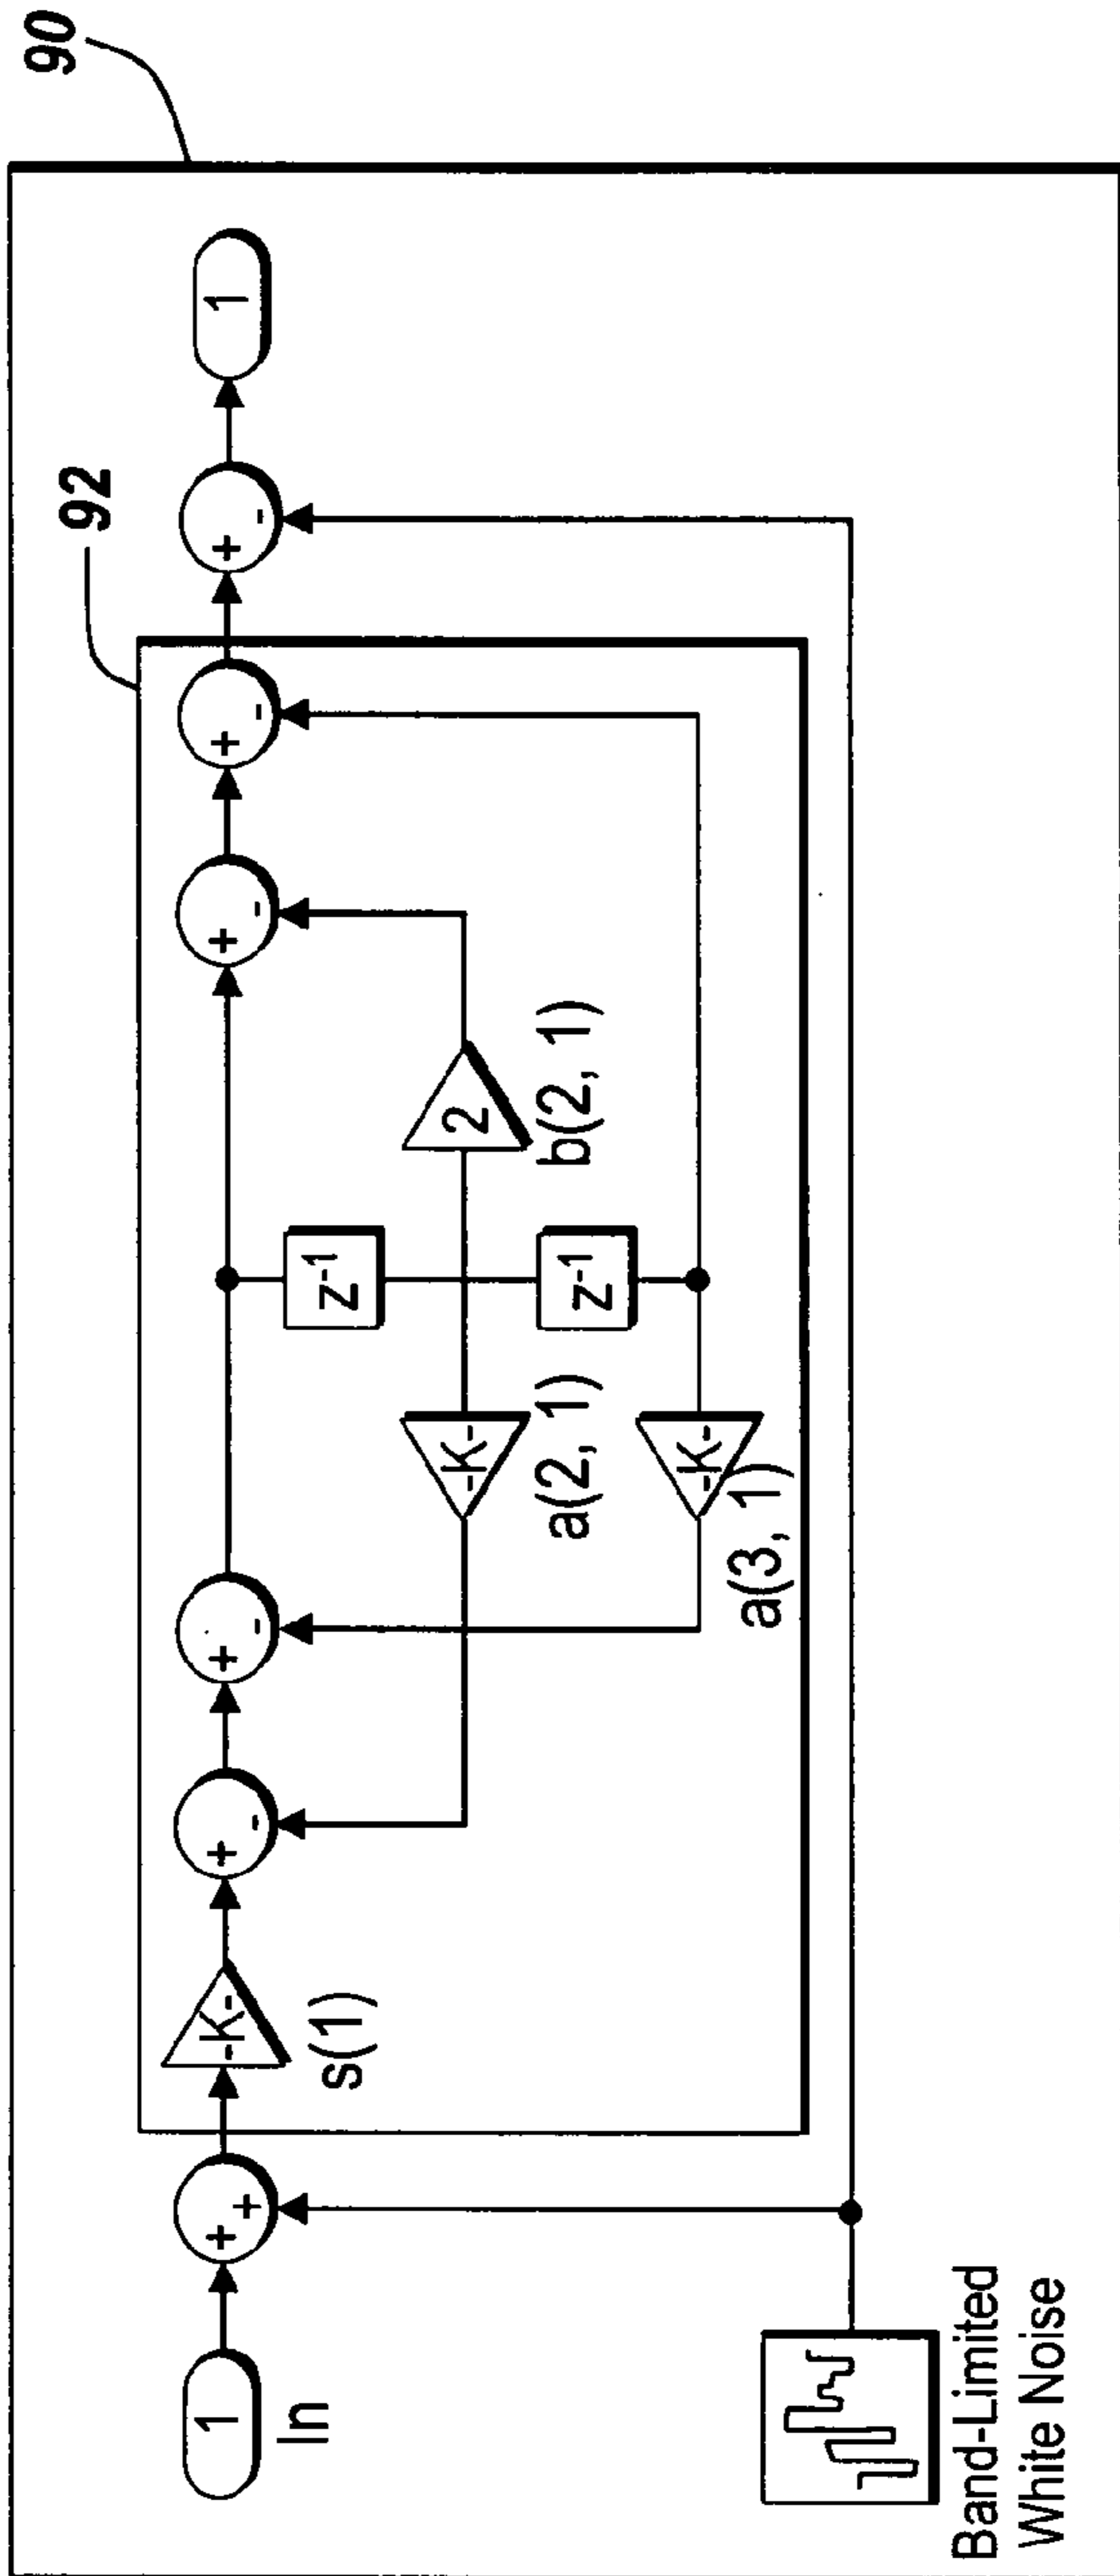 90
92
1
In
+
+
-K-
s(1)
+
-
+
-
z-1
z-1
-K-
a(2, 1)
2
b(2, 1)
-K-
a(3, 1)
+
-
+
-
+
-
1
Band-Limited
White Noise